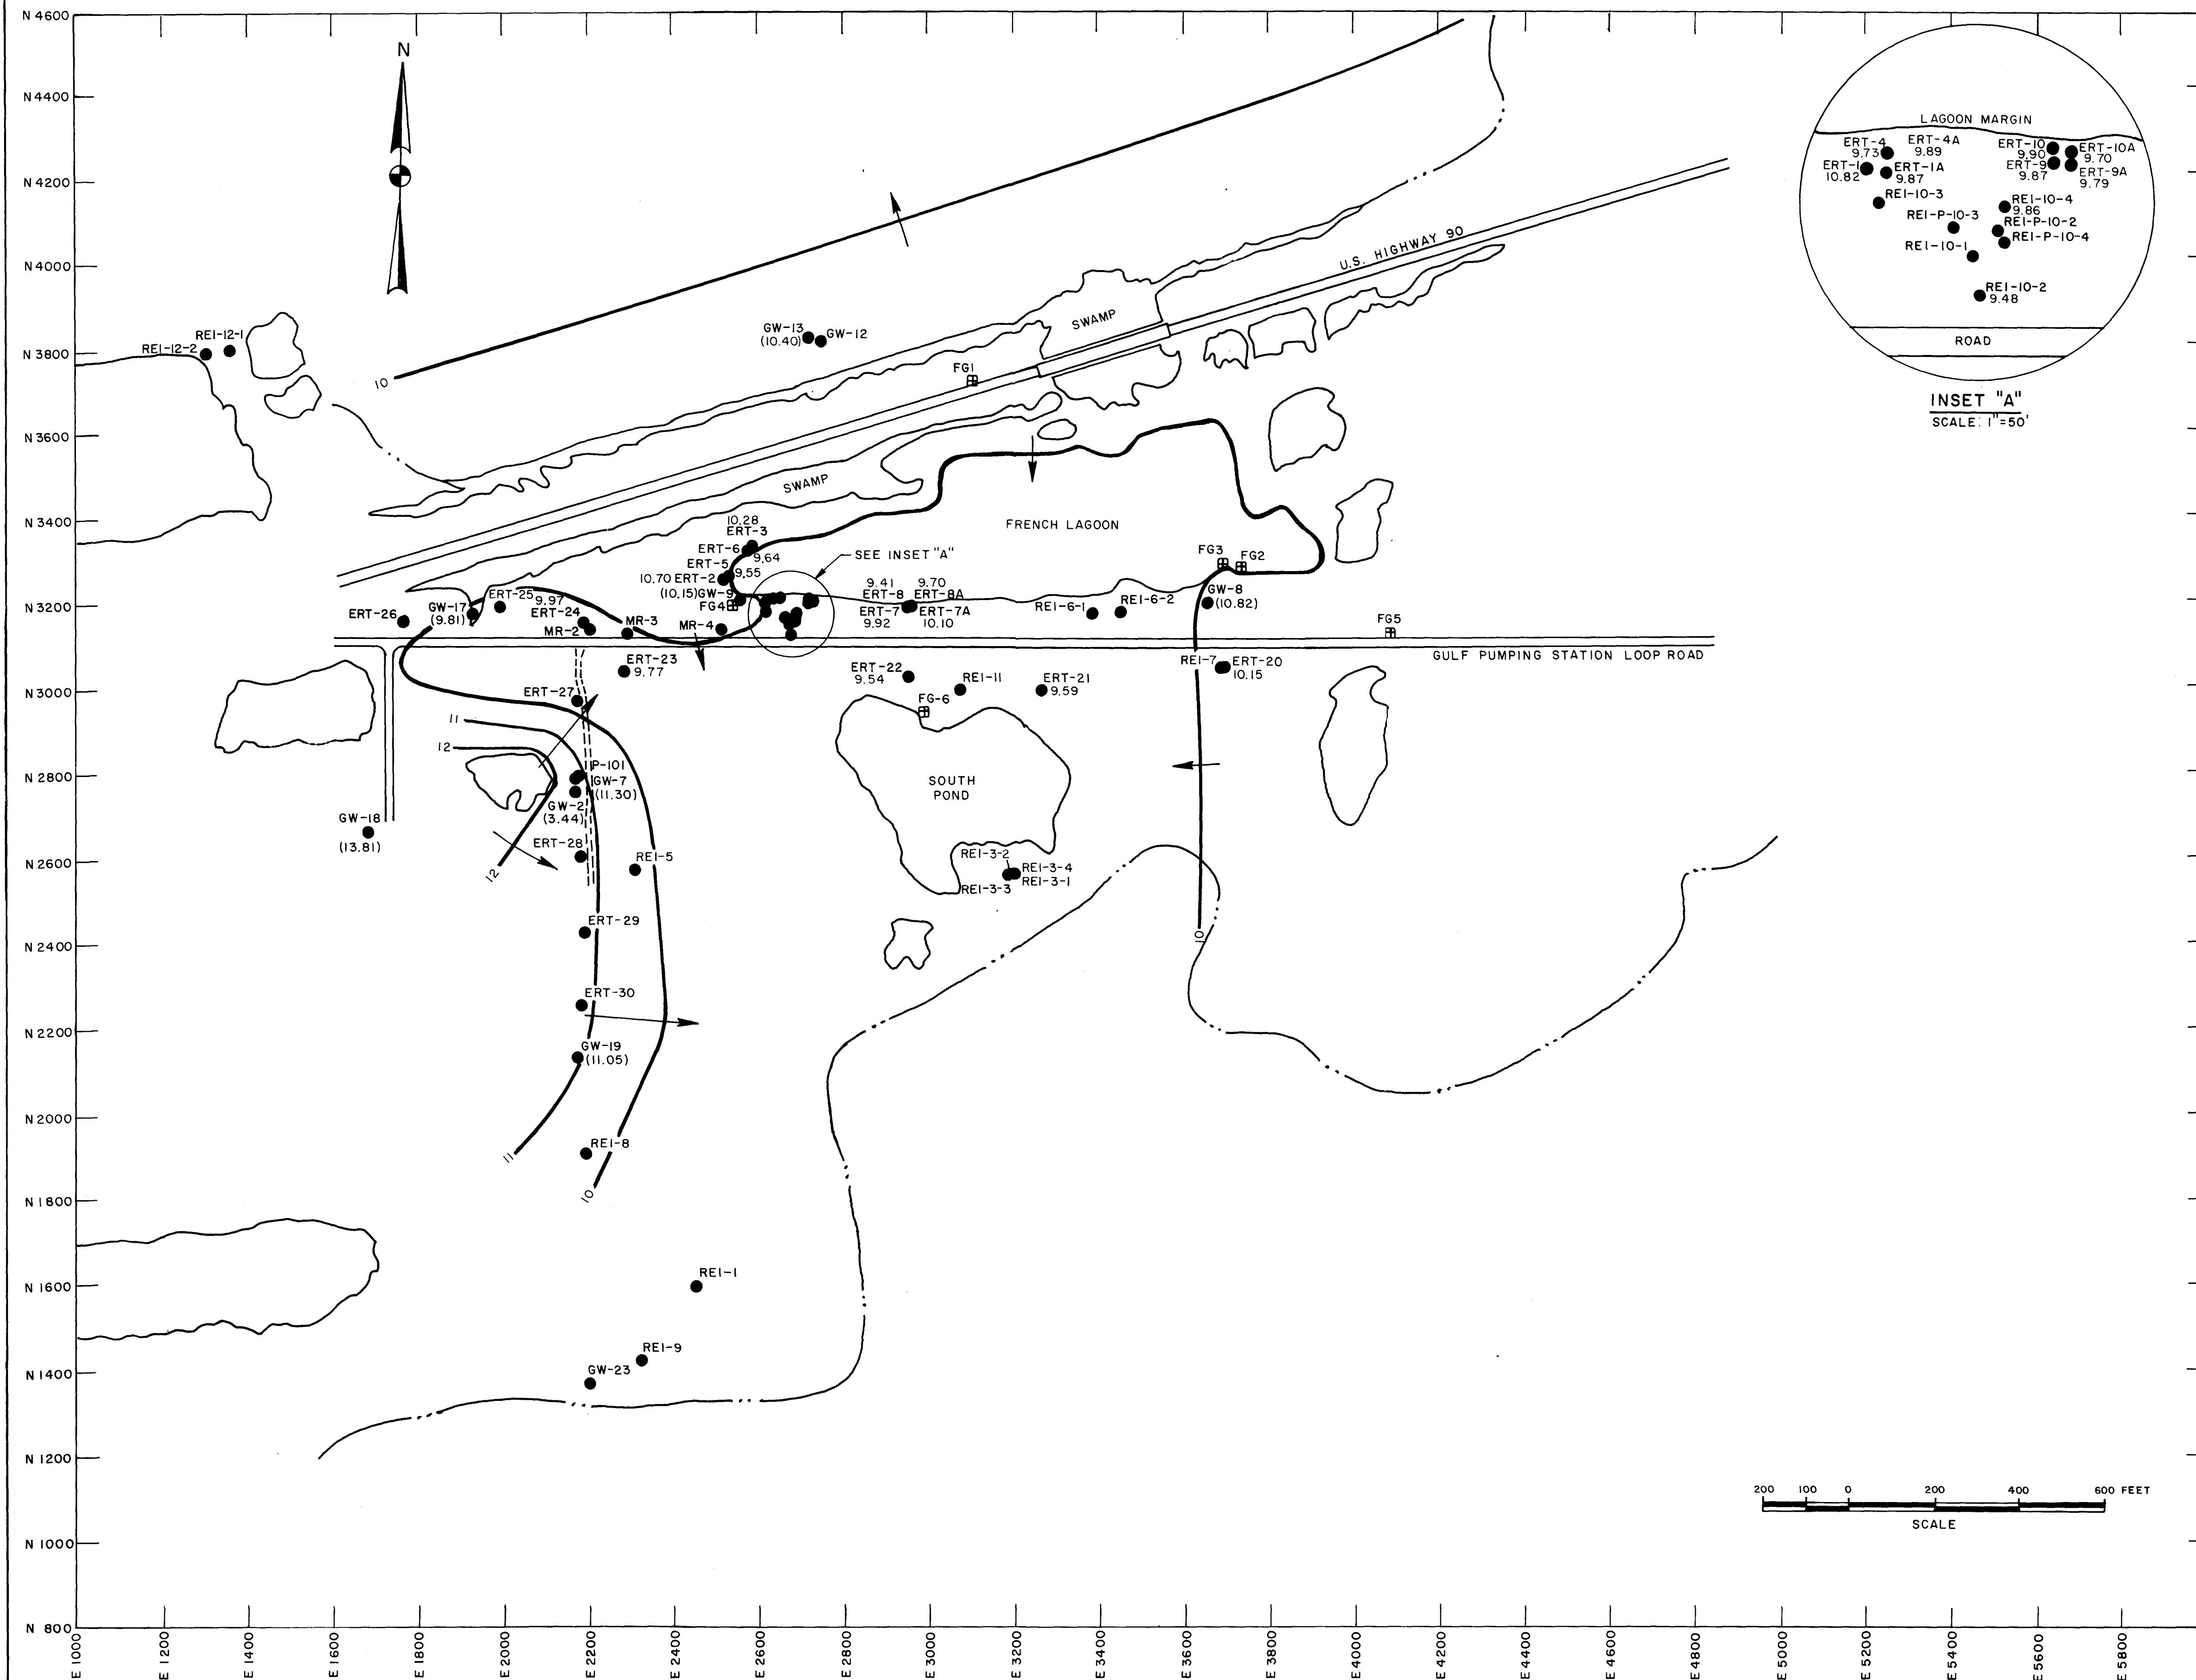 N 4600
N 4400
N 4200
N 4000
N 3800
N 3600
N 3400
N 3200
N 3000
N 2800
N 2600
N 2400
N 2200
N 2000
N 1800
N 1600
N 1400
N 1200
N 1000
N 800
E 1000
E 1200
E 1400
E 1600
E 1800
E 2000
E 2200
E 2400
E 2600
E 2800
E 3000
E 3200
E 3400
E 3600
E 3800
E 4000
E 4200
E 4400
E 4600
E 4800
E 5000
E 5200
E 5400
E 5600
E 5800
N
10
U.S. HIGHWAY 90
SWAMP
REI-12-1
REI-12-2
GW-13
(10.40)
GW-12
FG1
SWAMP
FRENCH LAGOON
10.28
ERT-3
ERT-6
9.64
ERT-5
9.55
10.70 ERT-2
(10.15)GW-9
FG4
SEE INSET "A"
9.41
ERT-8
9.70
ERT-8A
ERT-7
9.92
ERT-7A
10.10
REI-6-1
REI-6-2
FG3
FG2
GW-8
(10.82)
FG5
ERT-26
GW-17
(9.81)
ERT-25
9.97
ERT-24
MR-2
MR-3
MR-4
GULF PUMPING STATION LOOP ROAD
ERT-23
9.77
ERT-22
9.54
REI-11
ERT-21
9.59
REI-7
ERT-20
10.15
FG-6
ERT-27
11
12
P-101
GW-7
(11.30)
GW-2
(3.44)
SOUTH
POND
GW-18
(13.81)
ERT-28
REI-5
12
REI-3-2
REI-3-4
REI-3-1
REI-3-3
ERT-29
10
ERT-30
GW-19
(11.05)
11
REI-8
10
REI-1
REI-9
GW-23
LAGOON MARGIN
ERT-4
9.73
ERT-4A
9.89
ERT-1
10.82
ERT-1A
9.87
REI-10-3
ERT-10
9.90
ERT-10A
9.70
ERT-9
9.87
ERT-9A
9.79
REI-10-4
9.86
REI-P-10-3
REI-P-10-2
REI-P-10-4
REI-10-1
REI-10-2
9.48
ROAD
INSET "A"
SCALE: 1"=50'
200 100 0 200 400 600 FEET
SCALE